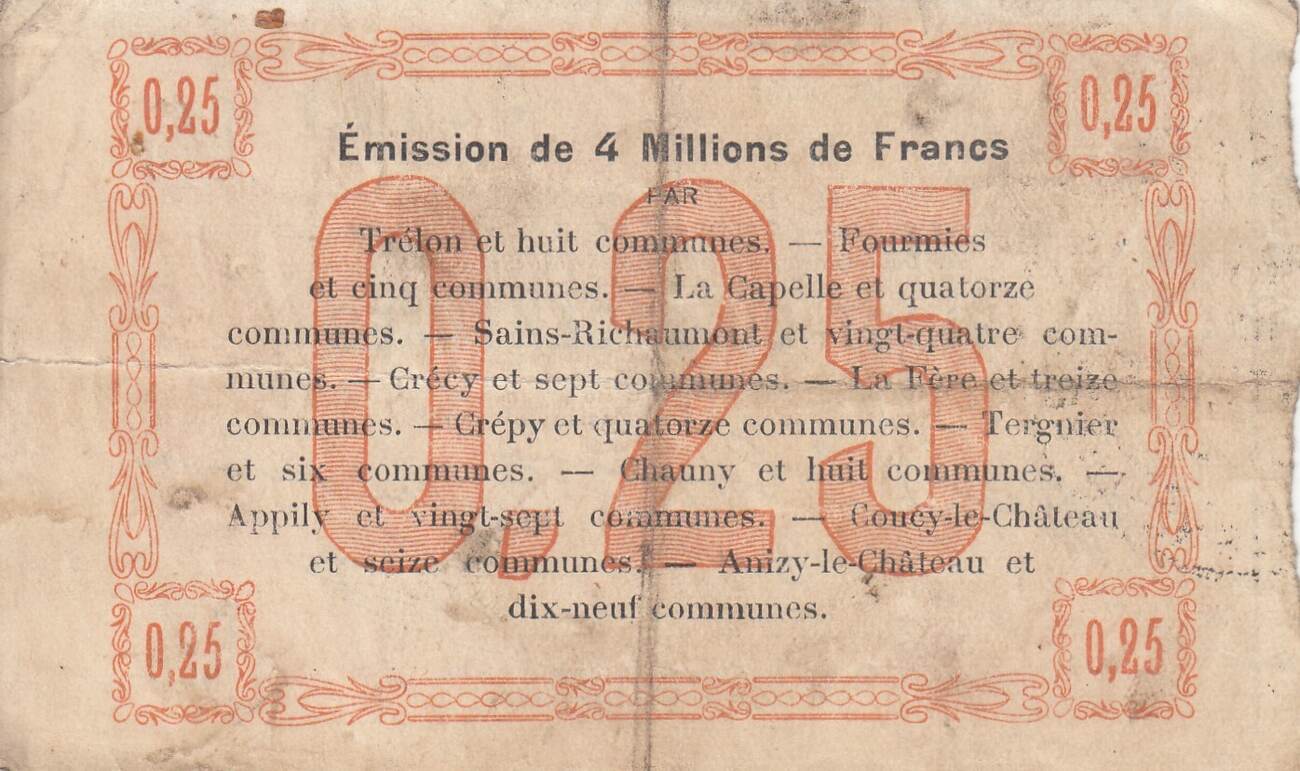 0,25 0,25
Émission de 4 Millions de Francs
PAR
Trélon et huit communes. — Fourmies
et cinq communes. — La Capelle et quatorze
communes. — Sains-Richaumont et vingt-quatre com-
munes. — Crécy et sept communes. — La Fère et treize
communes. — Crépy et quatorze communes. — Tergnier
et six communes. — Chauny et huit communes. —
Appily et vingt-sept communes. — Coucy-le-Château
et seize communes. — Anizy-le-Château et
dix-neuf communes.
0,25
0,25 0,25